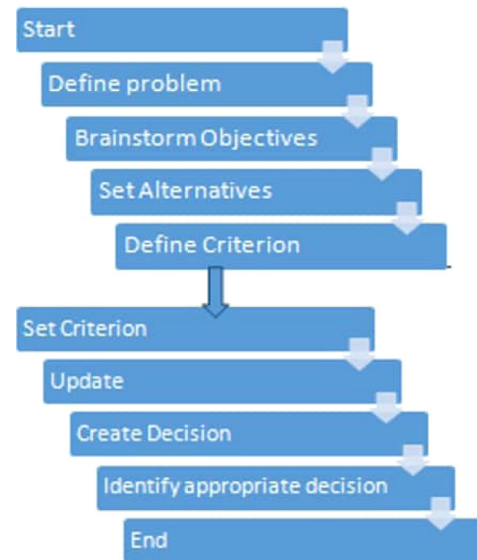 Start
Define problem
Brainstorm Objectives
Set Alternatives
Define Criterion
Set Criterion
Update
Create Decision
Identify appropriate decision
End